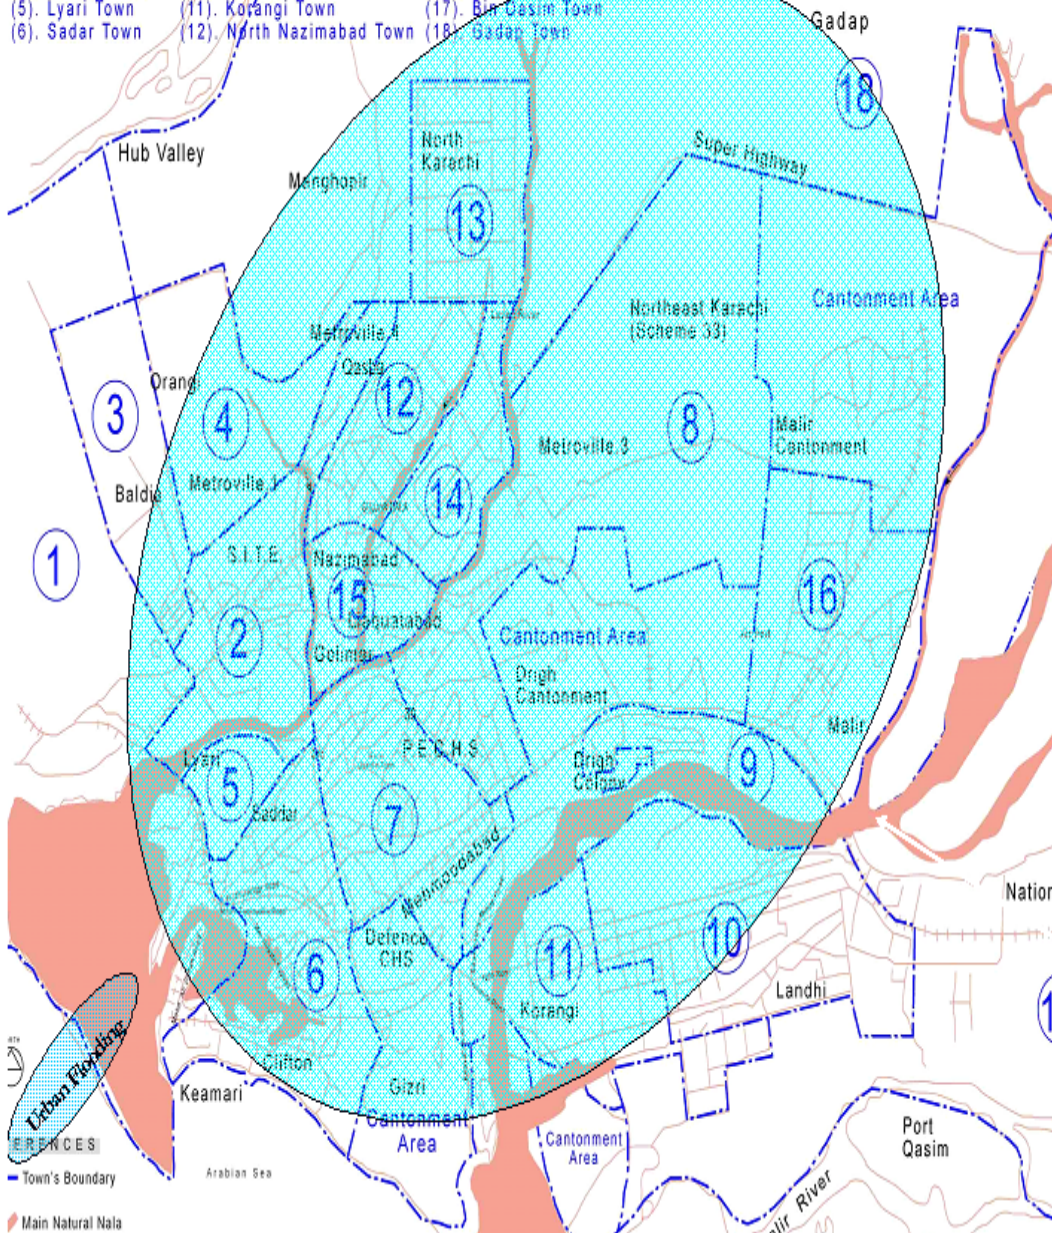 (5). Lyari Town (11). Korangi Town (17). Bin Qasim Town
(6). Sadar Town (12). North Nazimabad Town (18). Gadap Town
Gadap
18
Hub Valley
North
Karachi
Super Highway
Manghopir
13
Northeast Karachi
(Scheme 33)
Cantonment Area
Metroville 4
Qasba
Orangi
12
3
4
8
Malir
Cantonment
Metroville 3
Metroville 1
Baldia
14
S.I.T.E.
Nazimabad
1
15
16
Liaquatabad
2
Cantonment Area
Golimar
Drigh
Cantonment
Malir
P E C H S
Lyari
Drigh
Colony
9
5
Saddar
7
Mehmoodabad
Nation
Defence
CHS
10
11
6
Landhi
Korangi
1
Urban Flooding
Clifton
Keamari
Gizri
Cantonment
Area
Port
Qasim
Cantonment
Area
ERENCES
Arabian Sea
Town's Boundary
lir River
Main Natural Nala